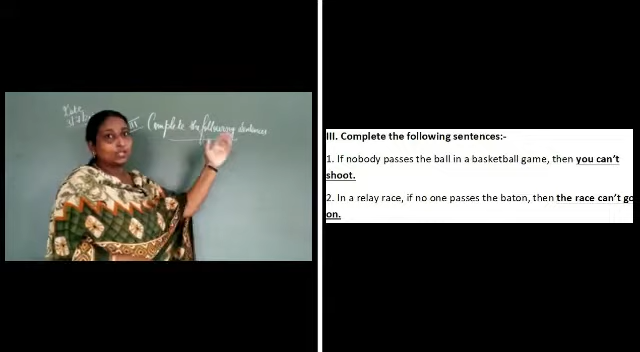 Date
III Complete the following sentences
III. Complete the following sentences:-
1. If nobody passes the ball in a basketball game, then you can't
shoot.
2. In a relay race, if no one passes the baton, then the race can't go
on.